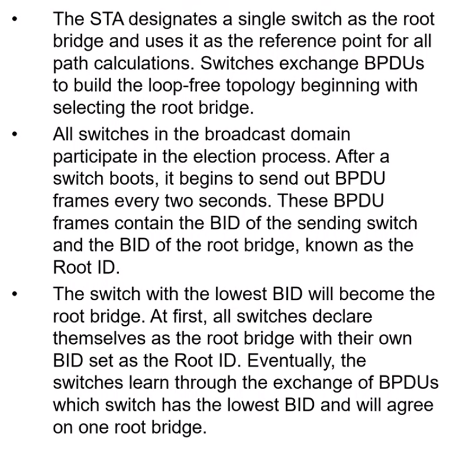 • The STA designates a single switch as the root
bridge and uses it as the reference point for all
path calculations. Switches exchange BPDUs
to build the loop-free topology beginning with
selecting the root bridge.
• All switches in the broadcast domain
participate in the election process. After a
switch boots, it begins to send out BPDU
frames every two seconds. These BPDU
frames contain the BID of the sending switch
and the BID of the root bridge, known as the
Root ID.
• The switch with the lowest BID will become the
root bridge. At first, all switches declare
themselves as the root bridge with their own
BID set as the Root ID. Eventually, the
switches learn through the exchange of BPDUs
which switch has the lowest BID and will agree
on one root bridge.